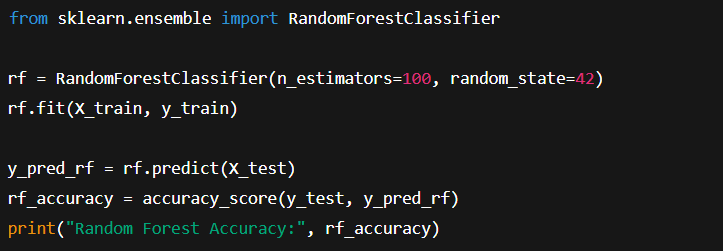 from sklearn.ensemble import RandomForestClassifier
rf = RandomForestClassifier(n_estimators=100, random_state=42)
rf.fit(X_train, y_train)
y_pred_rf = rf.predict(X_test)
rf_accuracy = accuracy_score(y_test, y_pred_rf)
print("Random Forest Accuracy:", rf_accuracy)